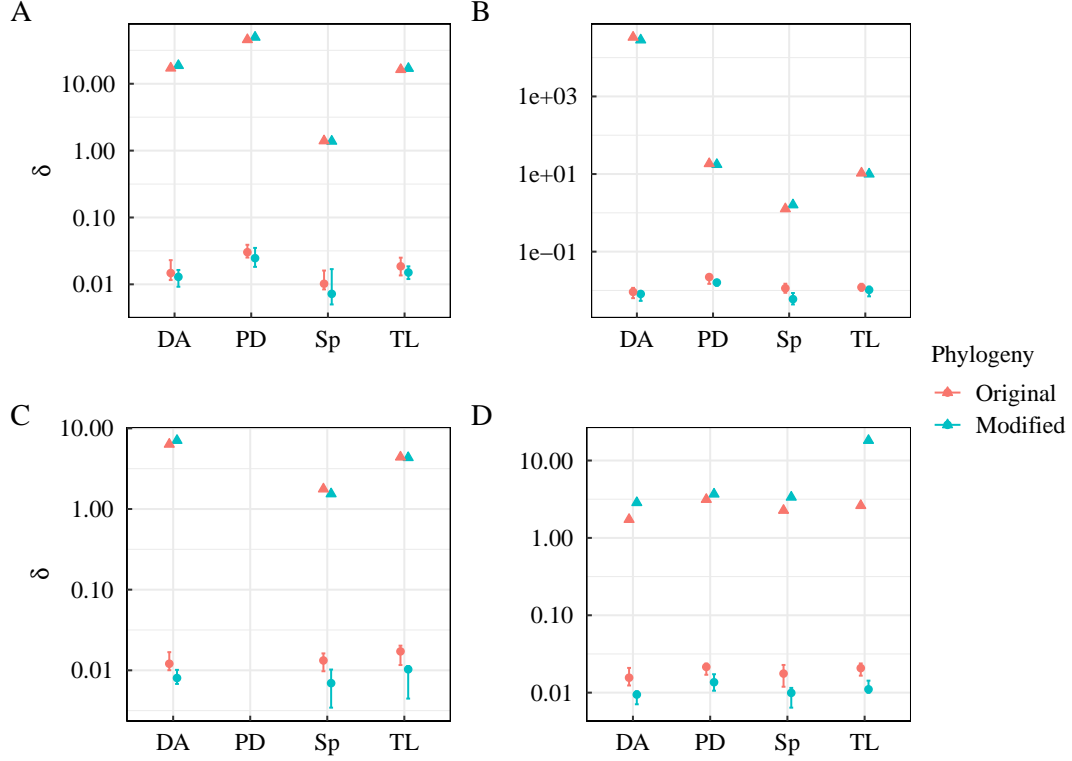 A
B
10.00
1.00
0.10
0.01
δ
DA PD Sp TL
1e+03
1e+01
1e−01
DA PD Sp TL
Phylogeny
Original
Modified
C
D
10.00
1.00
0.10
0.01
δ
DA PD Sp TL
10.00
1.00
0.10
0.01
DA PD Sp TL